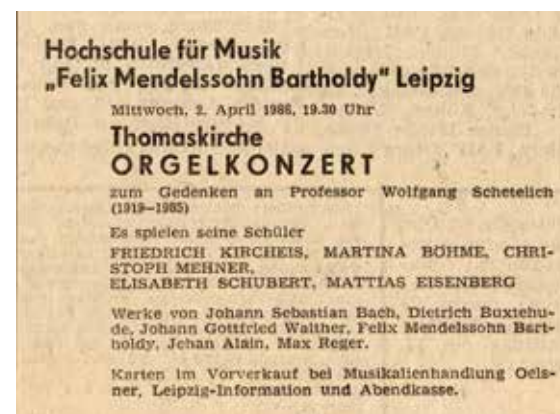 Hochschule für Musik
„Felix Mendelssohn Bartholdy" Leipzig
Mittwoch, 2. April 1986, 19.30 Uhr
Thomaskirche
ORGELKONZERT
zum Gedenken an Professor Wolfgang Schetelich
(1919–1985)
Es spielen seine Schüler
FRIEDRICH KIRCHEIS, MARTINA BÖHME, CHRI-
STOPH MEHNER,
ELISABETH SCHUBERT, MATTIAS EISENBERG
Werke von Johann Sebastian Bach, Dietrich Buxtehu-
de, Johann Gottfried Walther, Felix Mendelssohn Bart-
holdy, Jehan Alain, Max Reger.
Karten im Vorverkauf bei Musikalienhandlung Oels-
ner, Leipzig-Information und Abendkasse.